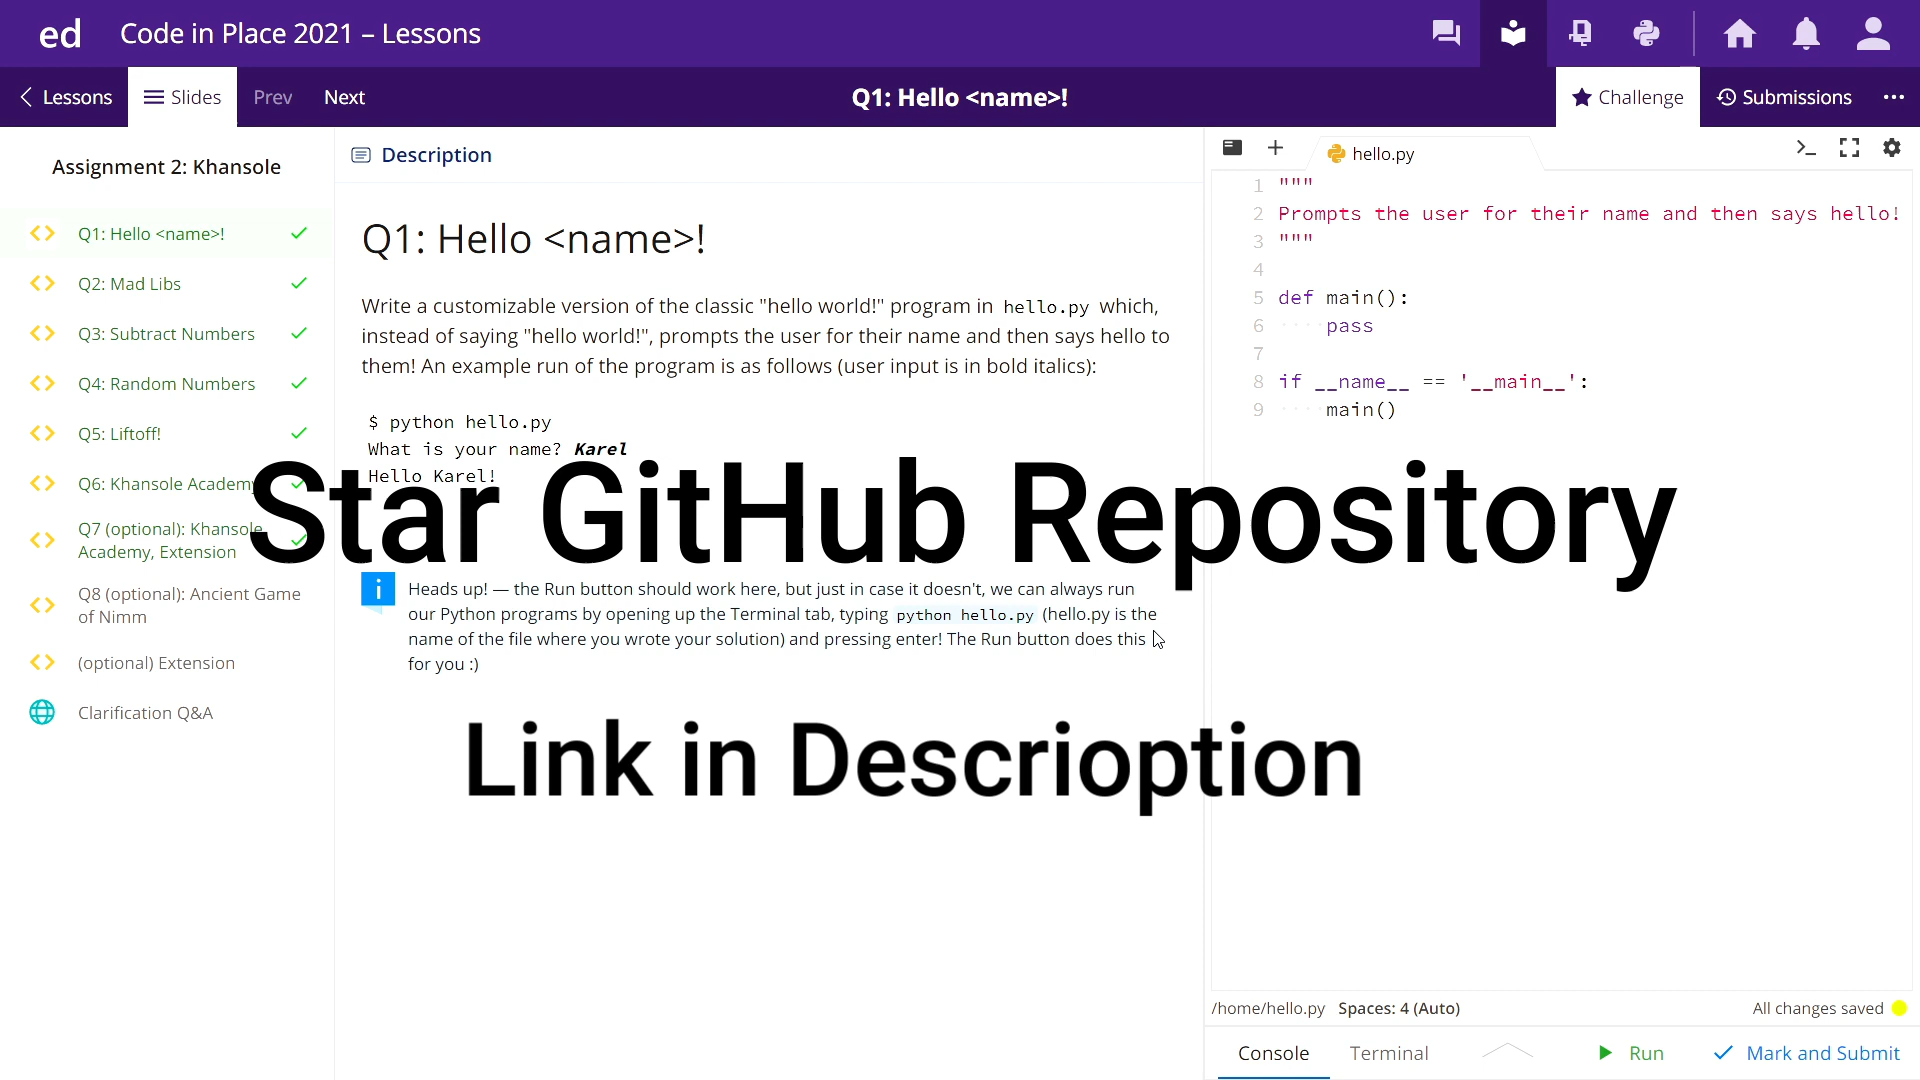 ed Code in Place 2021 – Lessons
Lessons Slides Prev Next Q1: Hello <name>! Challenge Submissions
Assignment 2: Khansole
Q1: Hello <name>!
Q2: Mad Libs
Q3: Subtract Numbers
Q4: Random Numbers
Q5: Liftoff!
Q6: Khansole Academy
Q7 (optional): Khansole
Academy, Extension
Q8 (optional): Ancient Game
of Nimm
(optional) Extension
Clarification Q&A
Description
Q1: Hello <name>!
Write a customizable version of the classic "hello world!" program in hello.py which,
instead of saying "hello world!", prompts the user for their name and then says hello to
them! An example run of the program is as follows (user input is in bold italics):
$ python hello.py
What is your name? Karel
Hello Karel!
Star GitHub Repository
i Heads up! — the Run button should work here, but just in case it doesn't, we can always run
our Python programs by opening up the Terminal tab, typing python hello.py (hello.py is the
name of the file where you wrote your solution) and pressing enter! The Run button does this
for you :)
Link in Descrioption
hello.py
1 """
2 Prompts the user for their name and then says hello!
3 """
4
5 def main():
6 pass
7
8 if __name__ == '__main__':
9 main()
/home/hello.py Spaces: 4 (Auto) All changes saved
Console Terminal Run Mark and Submit